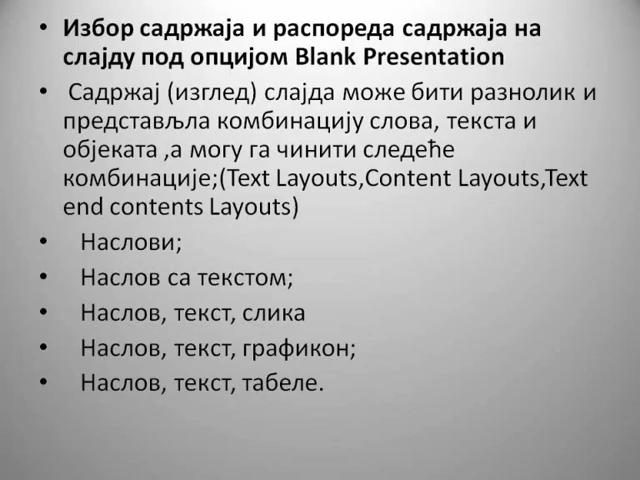 • Избор садржаја и распореда садржаја на
слајду под опцијом Blank Presentation
• Садржај (изглед) слајда може бити разнолик и
представљла комбинацију слова, текста и
објеката ,а могу га чинити следеће
комбинације;(Text Layouts,Content Layouts,Text
end contents Layouts)
• Наслови;
• Наслов са текстом;
• Наслов, текст, слика
• Наслов, текст, графикон;
• Наслов, текст, табеле.